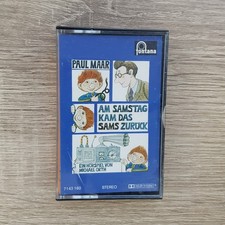 fontana
PAUL MAAR
AM SAMSTAG
KAM DAS
SAMS ZURÜCK
EIN HÖRSPIEL VON
STEREO